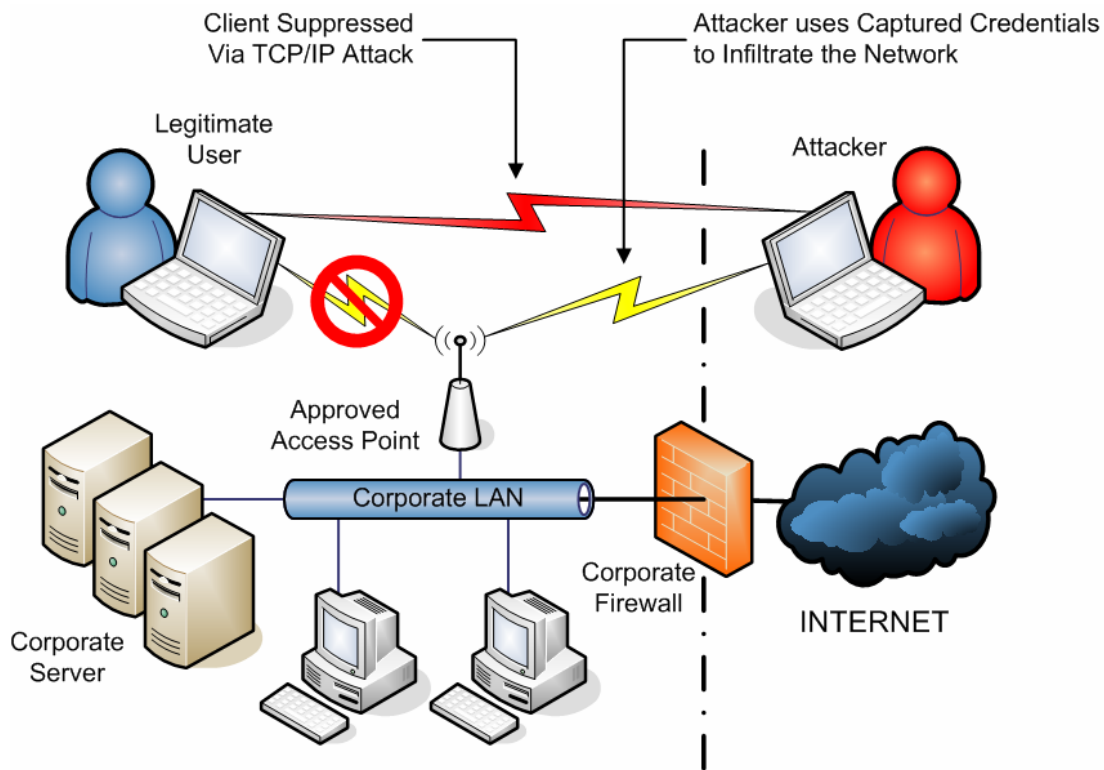 Client Suppressed
Via TCP/IP Attack
Attacker uses Captured Credentials
to Infiltrate the Network
Legitimate
User
Attacker
Approved
Access Point
Corporate LAN
Corporate
Firewall
INTERNET
Corporate
Server